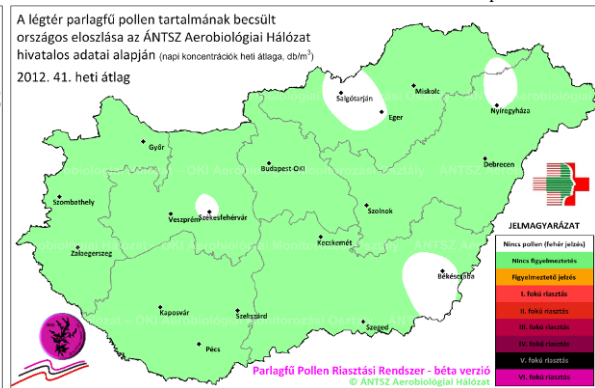 A légtér parlagfű pollen tartalmának becsült
országos eloszlása az ÁNTSZ Aerobiológiai Hálózat
hivatalos adatai alapján (napi koncentrációk heti átlaga, db/m³)
2012. 41. heti átlag
Salgótarján
Miskolc
Eger
Nyíregyháza
Győr
Budapest-OKI
Debrecen
Szombathely
Veszprém
Székesfehérvár
Szolnok
Zalaegerszeg
Kecskemét
Békéscsaba
Kaposvár
Szekszárd
Szeged
Pécs
JELMAGYARÁZAT
Nincs pollen (fehér jelzés)
Nincs figyelmeztetés
Figyelmeztető jelzés
I. fokú riasztás
II. fokú riasztás
III. fokú riasztás
IV. fokú riasztás
V. fokú riasztás
VI. fokú riasztás
Parlagfű Pollen Riasztási Rendszer - béta verzió
© ÁNTSZ Aerobiológiai Hálózat